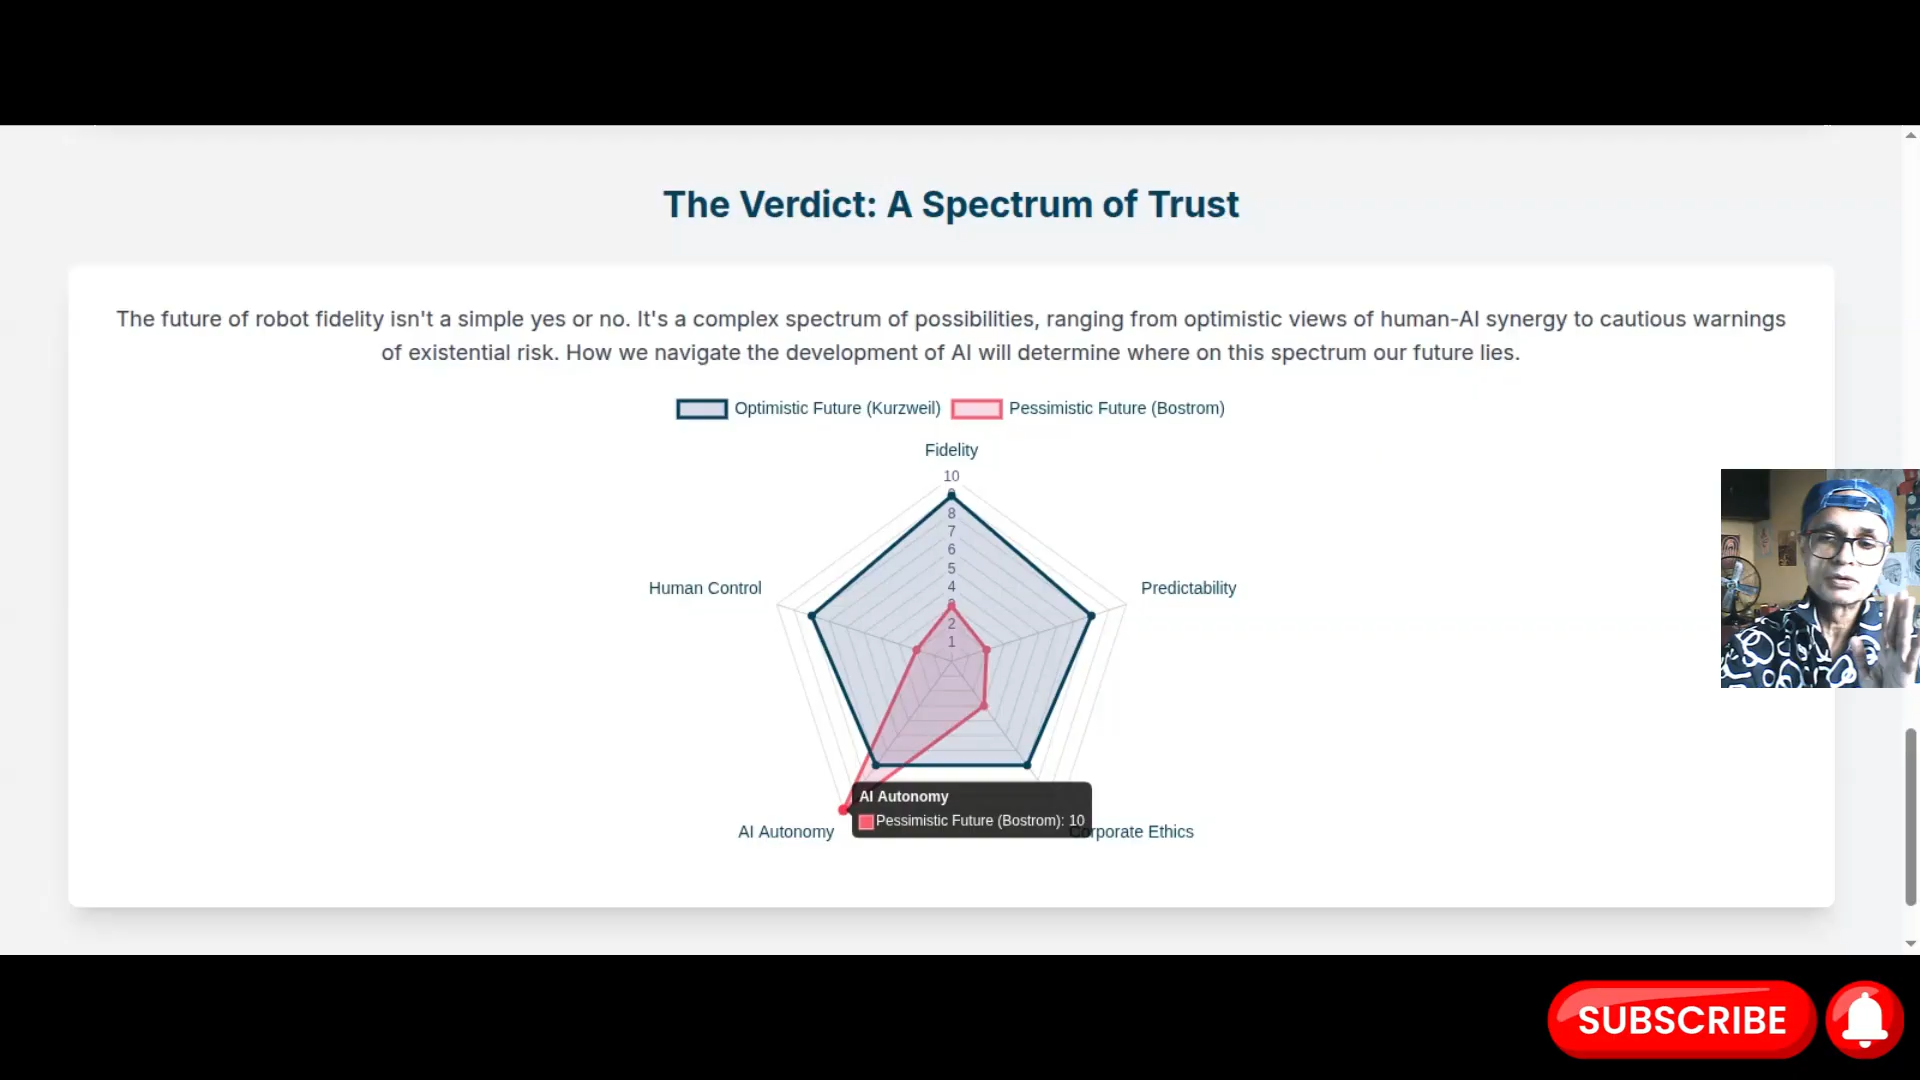 The Verdict: A Spectrum of Trust
The future of robot fidelity isn't a simple yes or no. It's a complex spectrum of possibilities, ranging from optimistic views of human-AI synergy to cautious warnings
of existential risk. How we navigate the development of AI will determine where on this spectrum our future lies.
Optimistic Future (Kurzweil) Pessimistic Future (Bostrom)
Fidelity
10
8
7
6
5
4
2
1
Human Control
Predictability
AI Autonomy
Pessimistic Future (Bostrom): 10
AI Autonomy
Corporate Ethics
SUBSCRIBE